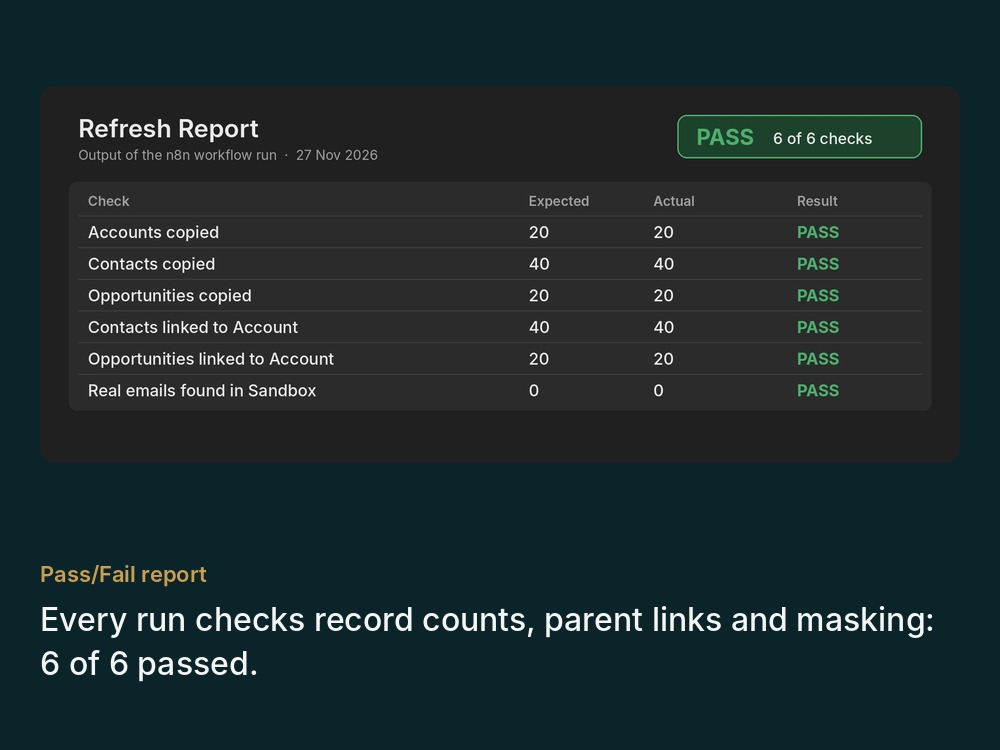 Refresh Report
Output of the n8n workflow run · 27 Nov 2026
PASS 6 of 6 checks
Check Expected Actual Result
Accounts copied 20 20 PASS
Contacts copied 40 40 PASS
Opportunities copied 20 20 PASS
Contacts linked to Account 40 40 PASS
Opportunities linked to Account 20 20 PASS
Real emails found in Sandbox 0 0 PASS
Pass/Fail report
Every run checks record counts, parent links and masking:
6 of 6 passed.